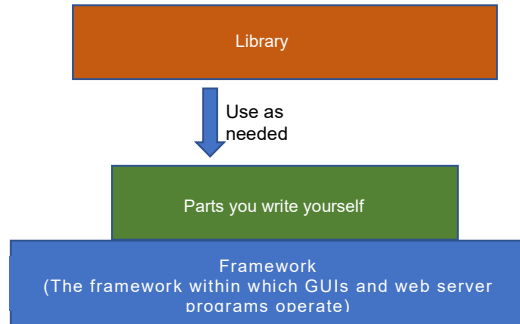 Library
Use as
needed
Parts you write yourself
Framework
(The framework within which GUIs and web server
programs operate)